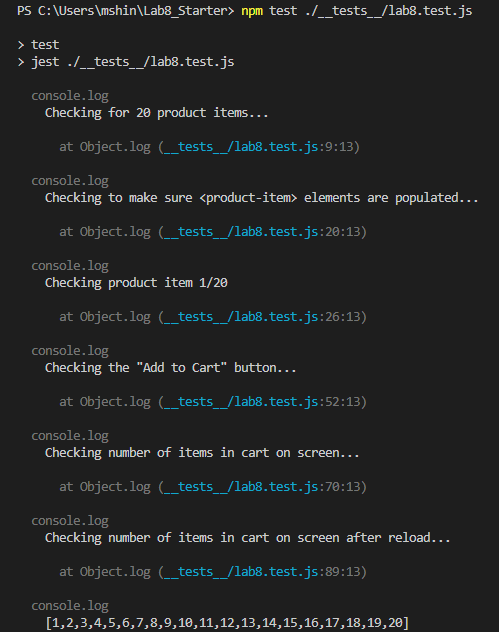 PS C:\Users\mshin\Lab8_Starter> npm test ./__tests__/lab8.test.js
> test
> jest ./__tests__/lab8.test.js
console.log
Checking for 20 product items...
at Object.log (__tests__/lab8.test.js:9:13)
console.log
Checking to make sure <product-item> elements are populated...
at Object.log (__tests__/lab8.test.js:20:13)
console.log
Checking product item 1/20
at Object.log (__tests__/lab8.test.js:26:13)
console.log
Checking the "Add to Cart" button...
at Object.log (__tests__/lab8.test.js:52:13)
console.log
Checking number of items in cart on screen...
at Object.log (__tests__/lab8.test.js:70:13)
console.log
Checking number of items in cart on screen after reload...
at Object.log (__tests__/lab8.test.js:89:13)
console.log
[1,2,3,4,5,6,7,8,9,10,11,12,13,14,15,16,17,18,19,20]